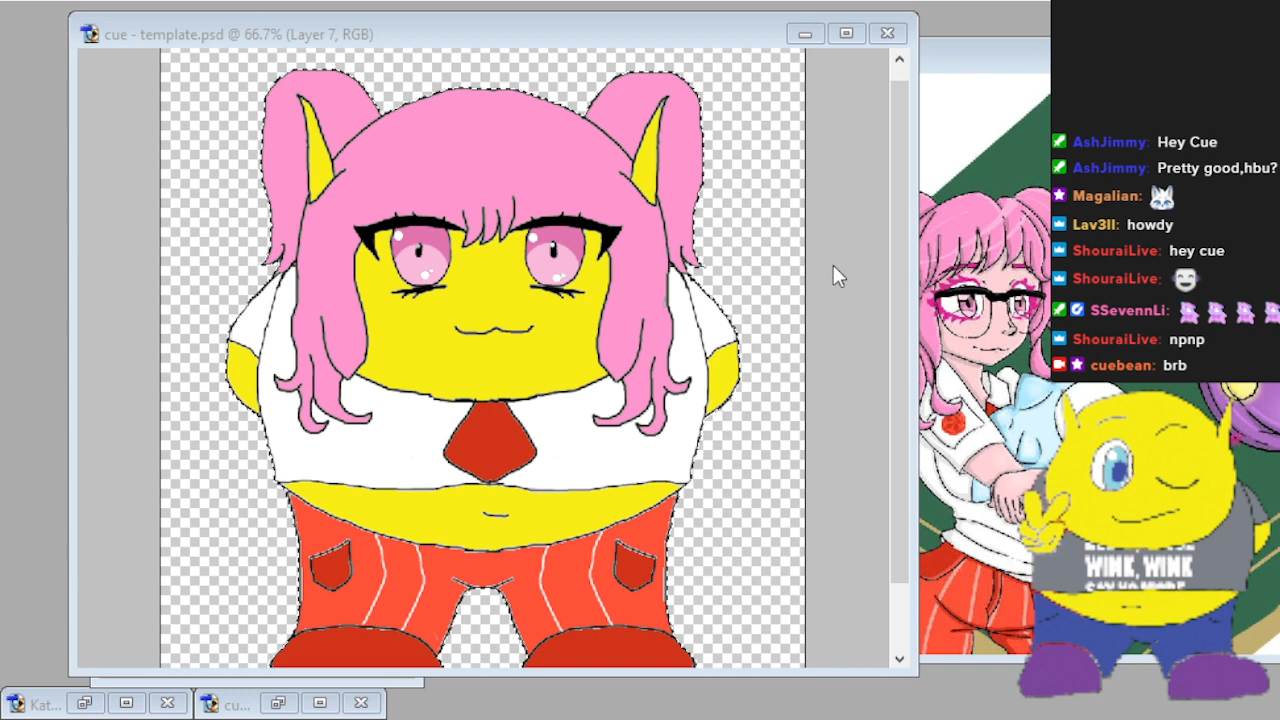 cue - template.psd @ 66.7% (Layer 7, RGB)
AshJimmy: Hey Cue
AshJimmy: Pretty good,hbu?
Magalian:
Lav3ll: howdy
ShouraiLive: hey cue
ShouraiLive:
SSevennLi:
ShouraiLive: npnp
cuebean: brb
WINK, WINK
Kat...
cu...